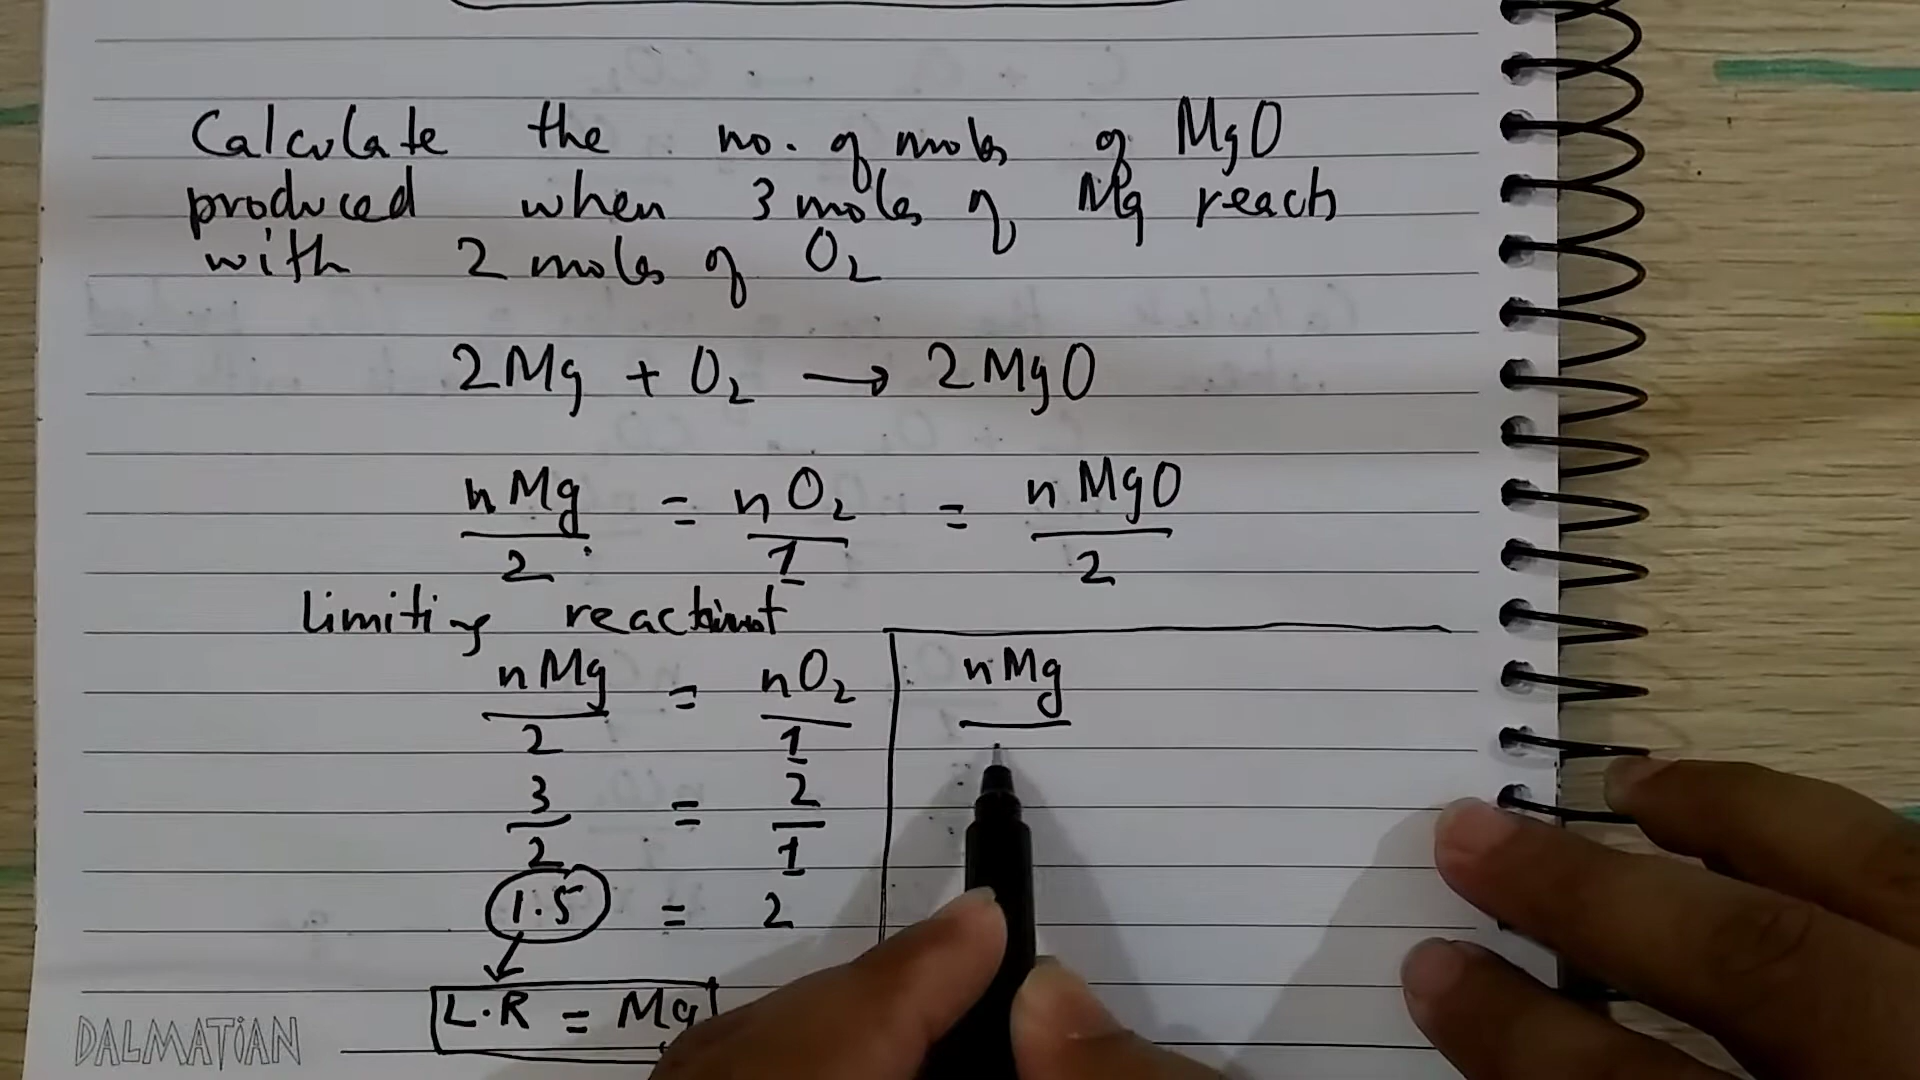 Calculate the no. of moles of MgO
produced when 3 moles of Mg reacts
with 2 moles of O₂
2Mg + O₂ → 2MgO
nMg/2 = nO₂/1 = nMgO/2
Limiting reactant
nMg/2 = nO₂/1
3/2 = 2/1
1.5 = 2
L.R = Mg
nMg
DALMATiAN